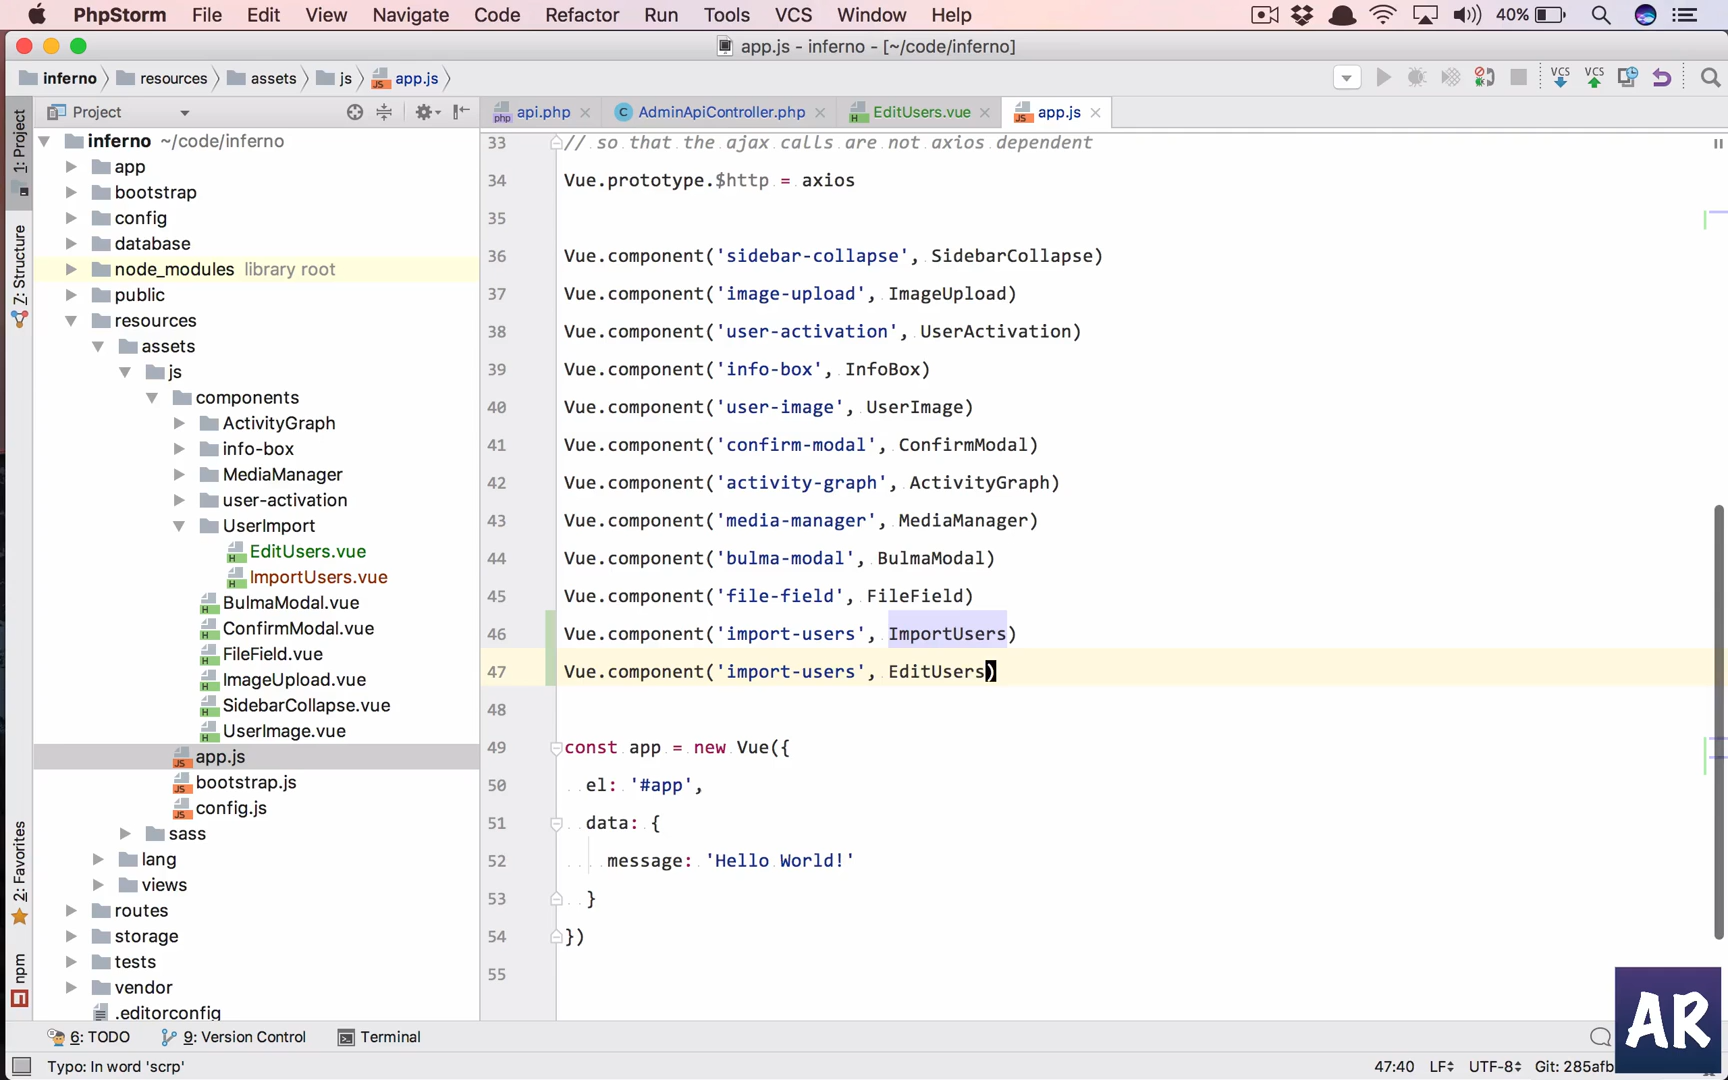 PhpStorm File Edit View Navigate Code Refactor Run Tools VCS Window Help 40%
app.js - inferno - [~/code/inferno]
inferno resources assets js app.js VCS VCS
1: Project
7: Structure
2: Favorites
npm
Project
api.php AdminApiController.php EditUsers.vue app.js
inferno ~/code/inferno
app
bootstrap
config
database
node_modules library root
public
resources
assets
js
components
ActivityGraph
info-box
MediaManager
user-activation
UserImport
EditUsers.vue
ImportUsers.vue
BulmaModal.vue
ConfirmModal.vue
FileField.vue
ImageUpload.vue
SidebarCollapse.vue
UserImage.vue
app.js
bootstrap.js
config.js
sass
lang
views
routes
storage
tests
vendor
.editorconfig
33 // so that the ajax calls are not axios dependent
34 Vue.prototype.$http = axios
35
36 Vue.component('sidebar-collapse', SidebarCollapse)
37 Vue.component('image-upload', ImageUpload)
38 Vue.component('user-activation', UserActivation)
39 Vue.component('info-box', InfoBox)
40 Vue.component('user-image', UserImage)
41 Vue.component('confirm-modal', ConfirmModal)
42 Vue.component('activity-graph', ActivityGraph)
43 Vue.component('media-manager', MediaManager)
44 Vue.component('bulma-modal', BulmaModal)
45 Vue.component('file-field', FileField)
46 Vue.component('import-users', ImportUsers)
47 Vue.component('import-users', EditUsers)
48
49 const app = new Vue({
50 el: '#app',
51 data: {
52 message: 'Hello World!'
53 }
54 })
55
6: TODO 9: Version Control Terminal
Typo: In word 'scrp' 47:40 LF UTF-8 Git: 285afb
AR